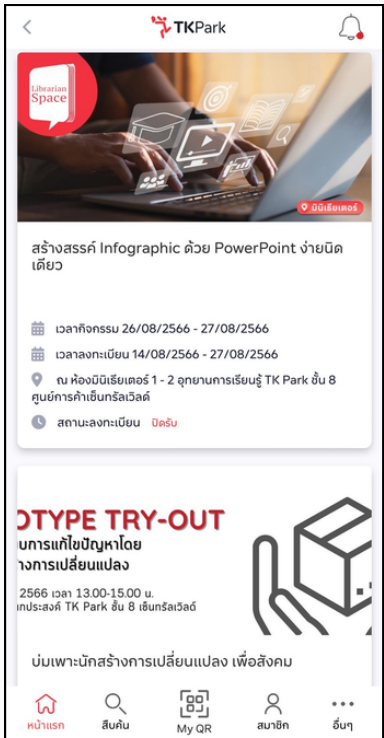 TKPark
Librarian
Space
มินิเธียเตอร์
สร้างสรรค์ Infographic ด้วย PowerPoint ง่ายนิด
เดียว
เวลากิจกรรม 26/08/2566 - 27/08/2566
เวลาลงทะเบียน 14/08/2566 - 27/08/2566
ณ ห้องมินิเธียเตอร์ 1 - 2 อุทยานการเรียนรู้ TK Park ชั้น 8
ศูนย์การค้าเซ็นทรัลเวิลด์
สถานะลงทะเบียน ปิดรับ
OTYPE TRY-OUT
บการแก้ไขปัญหาโดย
างการเปลี่ยนแปลง
2566 เวลา 13.00-15.00 น.
กประสงค์ TK Park ชั้น 8 เซ็นทรัลเวิลด์
บ่มเพาะนักสร้างการเปลี่ยนแปลง เพื่อสังคม
หน้าแรก สืบค้น My QR สมาชิก อื่นๆ